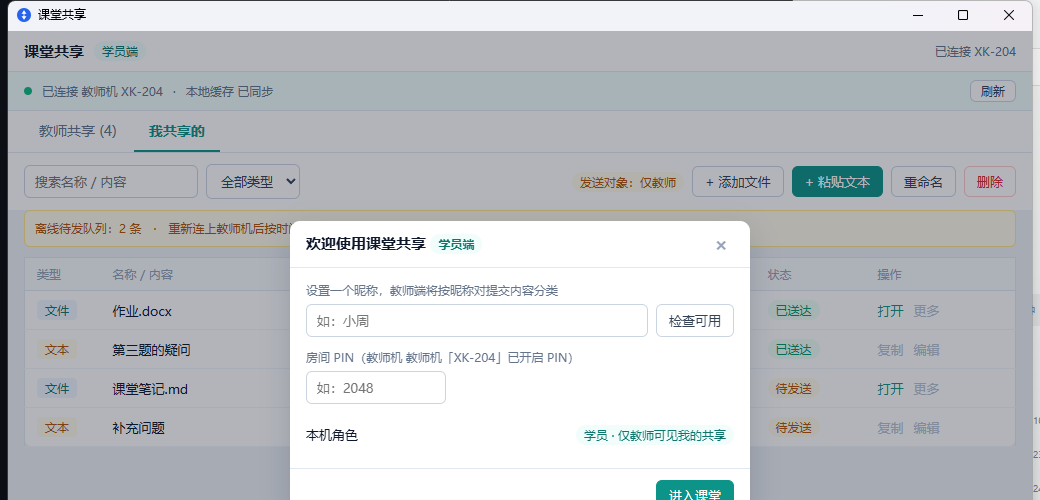 课堂共享
课堂共享 学员端 已连接 XK-204
已连接 教师机 XK-204 · 本地缓存 已同步 刷新
教师共享 (4) 我共享的
搜索名称 / 内容 全部类型 发送对象：仅教师 + 添加文件 + 粘贴文本 重命名 删除
离线待发队列：2 条 · 重新连上教师机后按时
欢迎使用课堂共享 学员端 ×
类型 名称 / 内容 状态 操作
设置一个昵称，教师端将按昵称对提交内容分类
文件 作业.docx 已送达 打开 更多
如：小周 检查可用
文本 第三题的疑问 已送达 复制 编辑
房间 PIN（教师机 教师机「XK-204」已开启 PIN）
文件 课堂笔记.md 待发送 打开 更多
如：2048
文本 补充问题 待发送 复制 编辑
本机角色 学员 · 仅教师可见我的共享
进入课堂